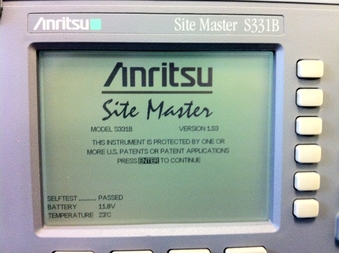 Anritsu Site Master S331B
Anritsu
Site Master
MODEL S331B VERSION 1.53
THIS INSTRUMENT IS PROTECTED BY ONE OR
MORE U.S. PATENTS OR PATENT APPLICATIONS
PRESS ENTER TO CONTINUE
SELFTEST ........ PASSED
BATTERY 11.8V
TEMPERATURE 23'C